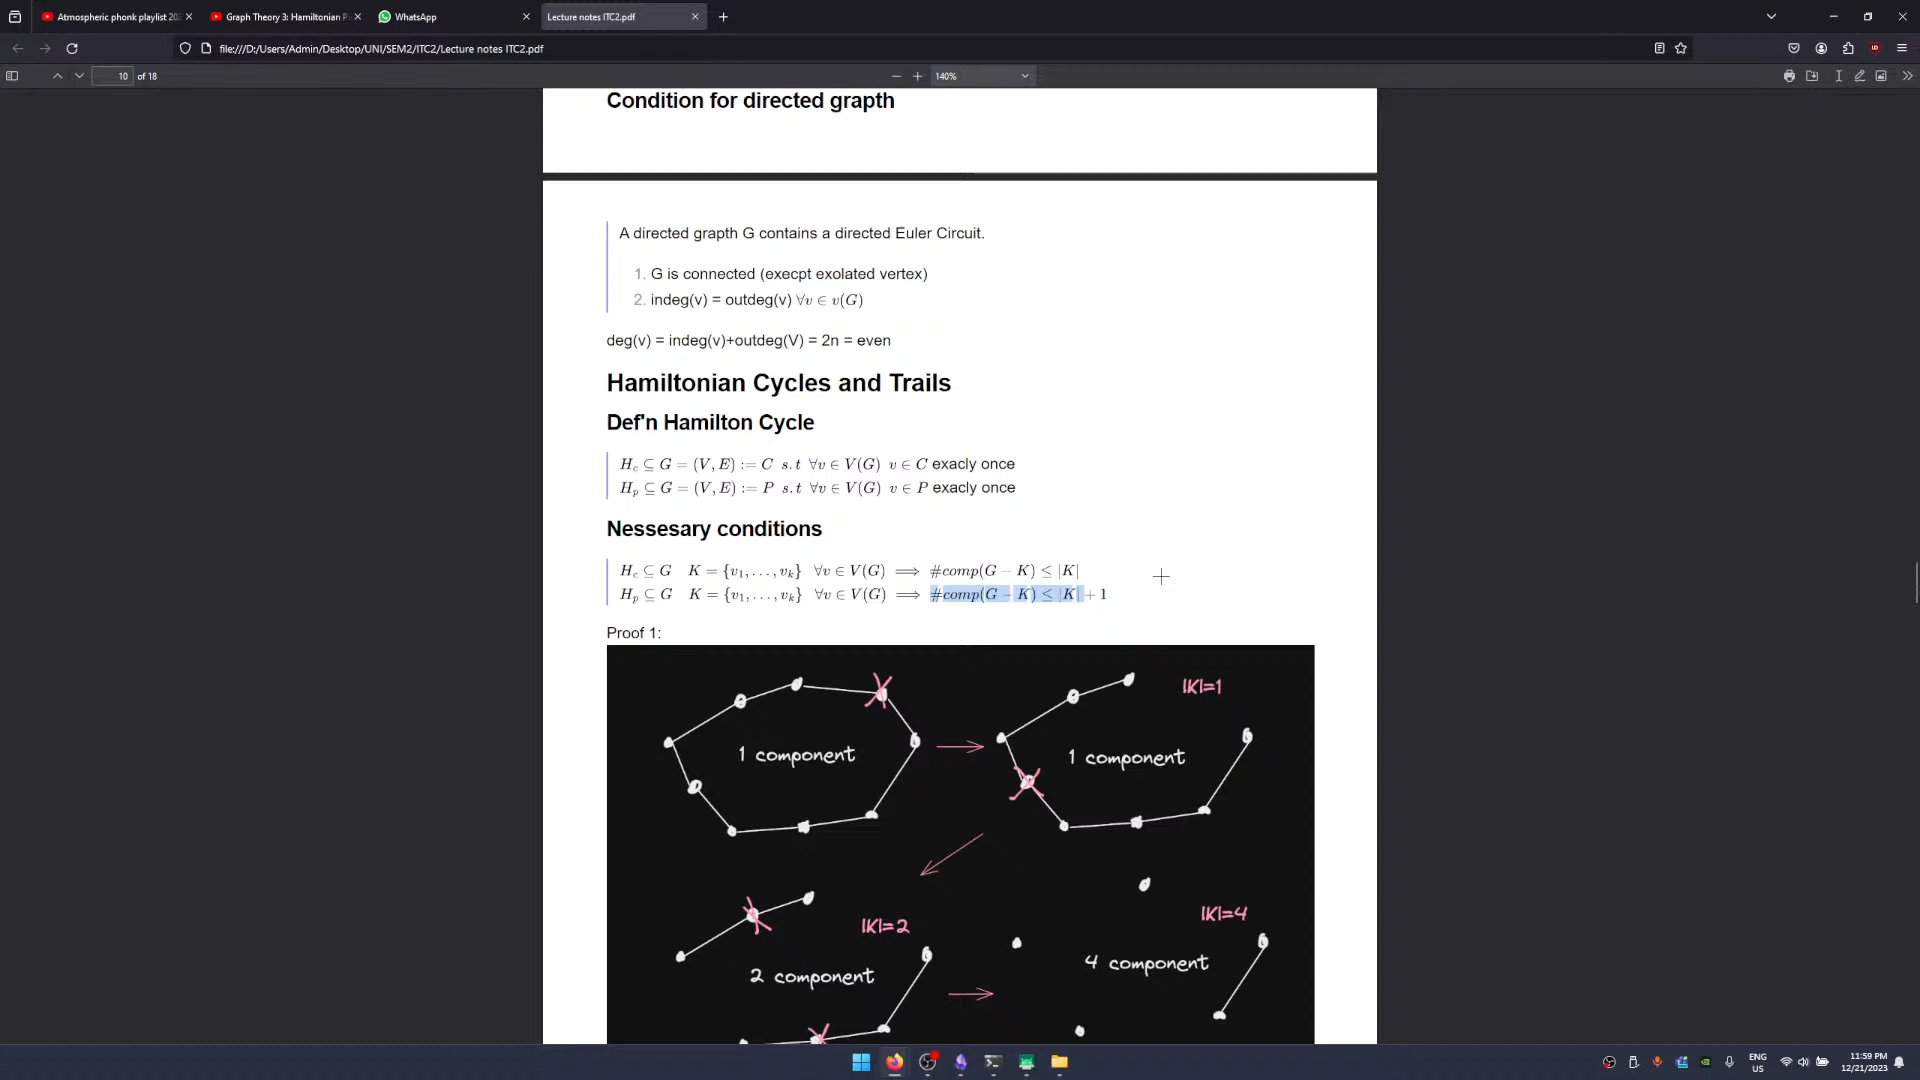 Atmospheric phonk playlist 202
Graph Theory 3: Hamiltonian P
WhatsApp
Lecture notes ITC2.pdf
file:///D:/Users/Admin/Desktop/UNI/SEM2/ITC2/Lecture notes ITC2.pdf
10 of 18
140%
Condition for directed graph
A directed grapth G contains a directed Euler Circuit.
1. G is connected (execpt exolated vertex)
2. indeg(v) = outdeg(v) ∀v ∈ v(G)
deg(v) = indeg(v)+outdeg(V) = 2n = even
Hamiltonian Cycles and Trails
Def'n Hamilton Cycle
H_c ⊆ G = (V, E) := C s.t ∀v ∈ V(G) v ∈ C exacly once
H_p ⊆ G = (V, E) := P s.t ∀v ∈ V(G) v ∈ P exacly once
Nessesary conditions
H_c ⊆ G K = {v_1, . . . , v_k} ∀v ∈ V(G) ⟹ #comp(G − K) ≤ |K|
H_p ⊆ G K = {v_1, . . . , v_k} ∀v ∈ V(G) ⟹ #comp(G − K) ≤ |K| + 1
Proof 1:
|K|=1
1 component
1 component
|K|=2
|K|=4
2 component
4 component
ENG
US
11:59 PM
12/21/2023